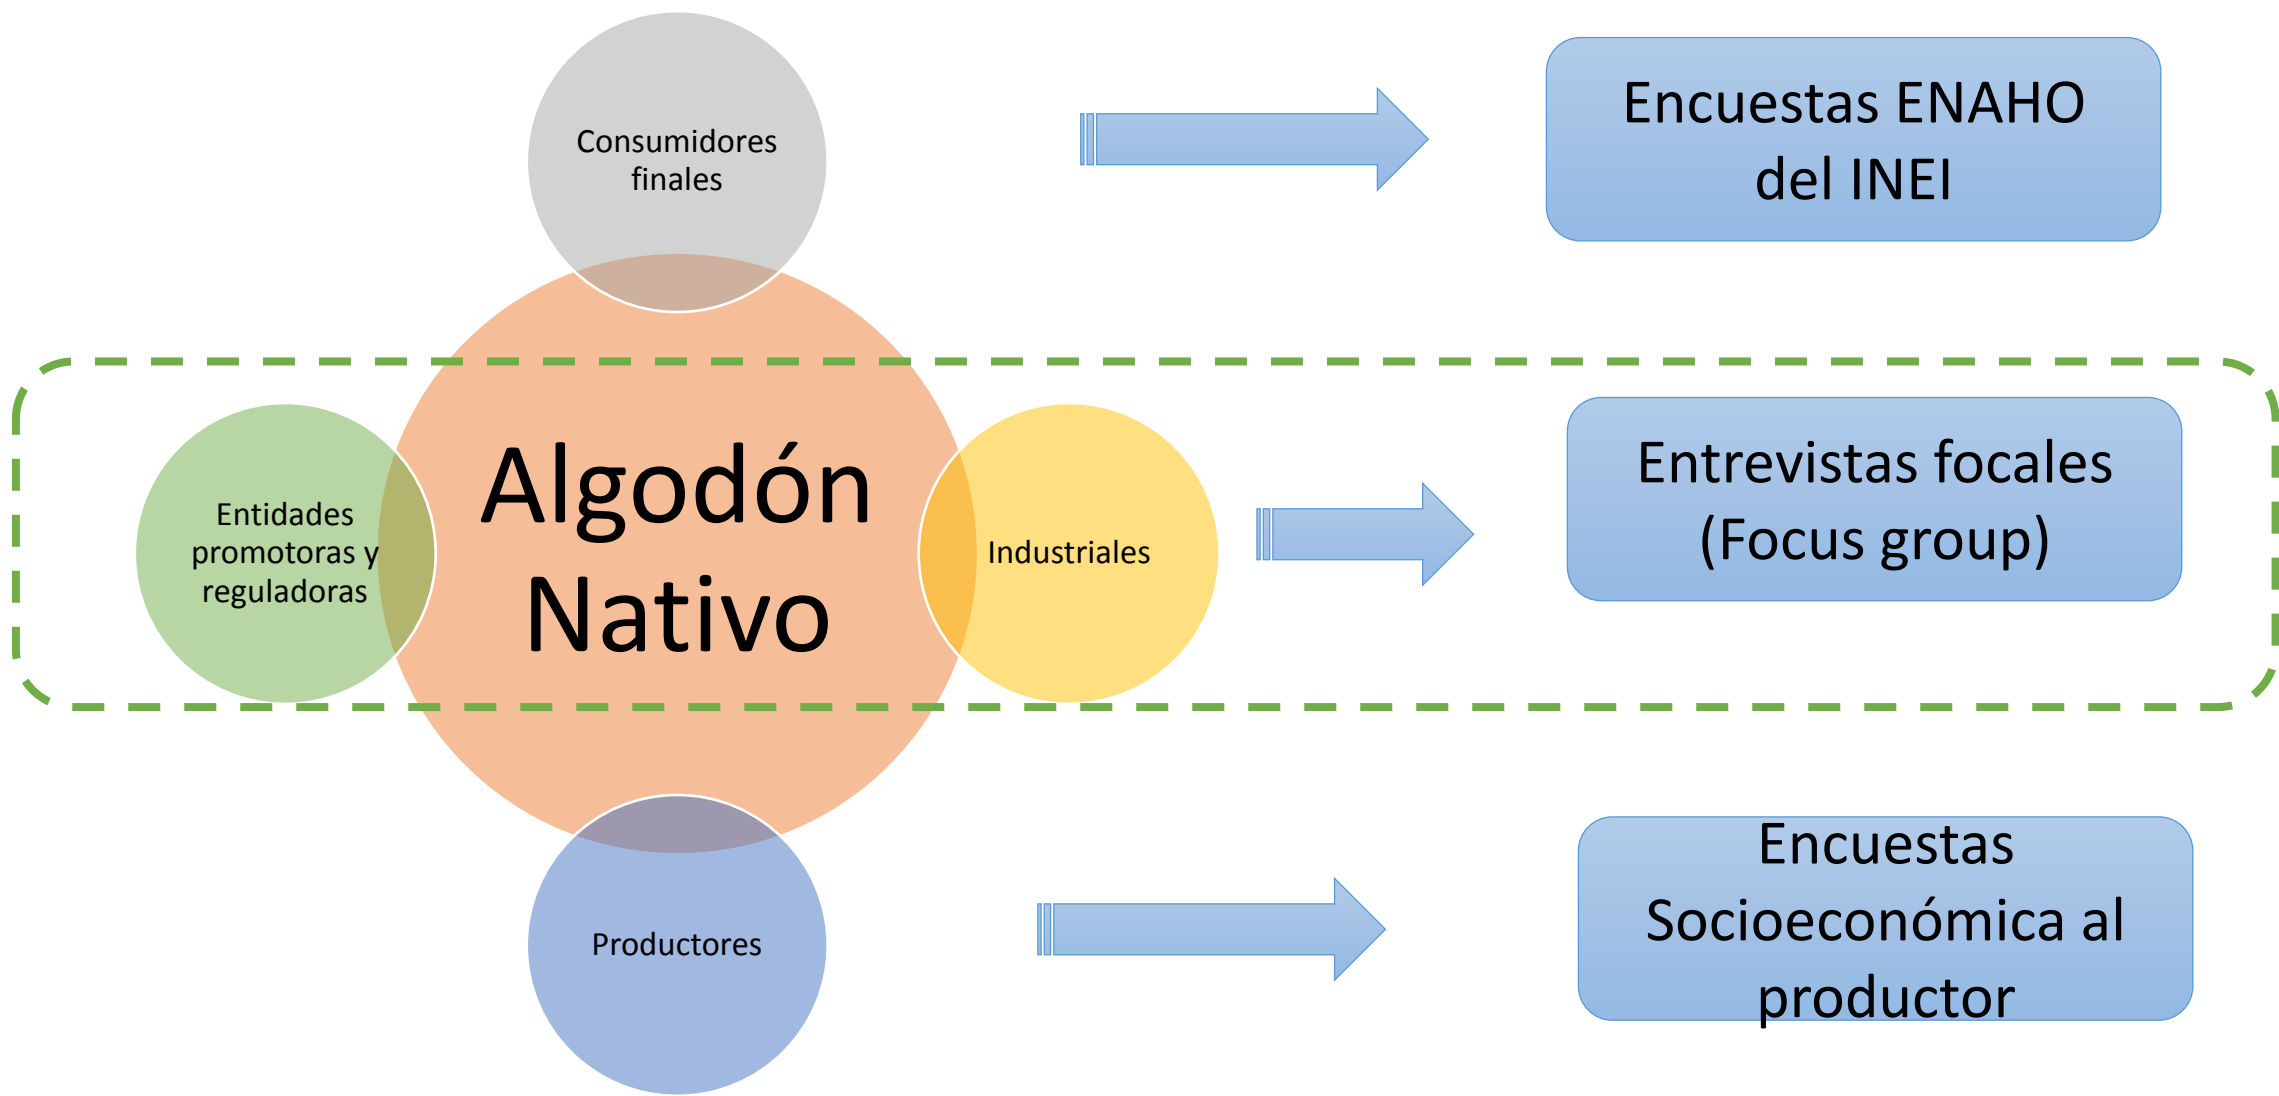 Consumidores
finales
Encuestas ENAHO
del INEI
Entidades
promotoras y
reguladoras
Algodón
Nativo
Industriales
Entrevistas focales
(Focus group)
Productores
Encuestas
Socioeconómica al
productor